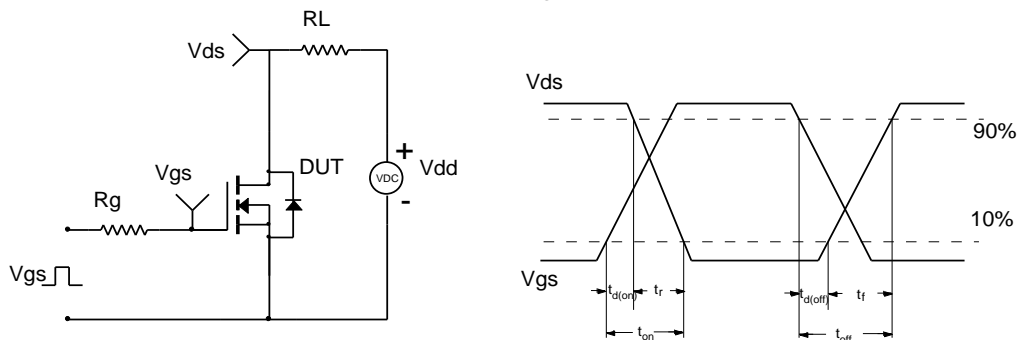 RL
Vds
Vgs
DUT
+
VDC
-
Vdd
Rg
Vgs
Vds
90%
10%
Vgs
td(on)
tr
td(off)
tf
ton
toff